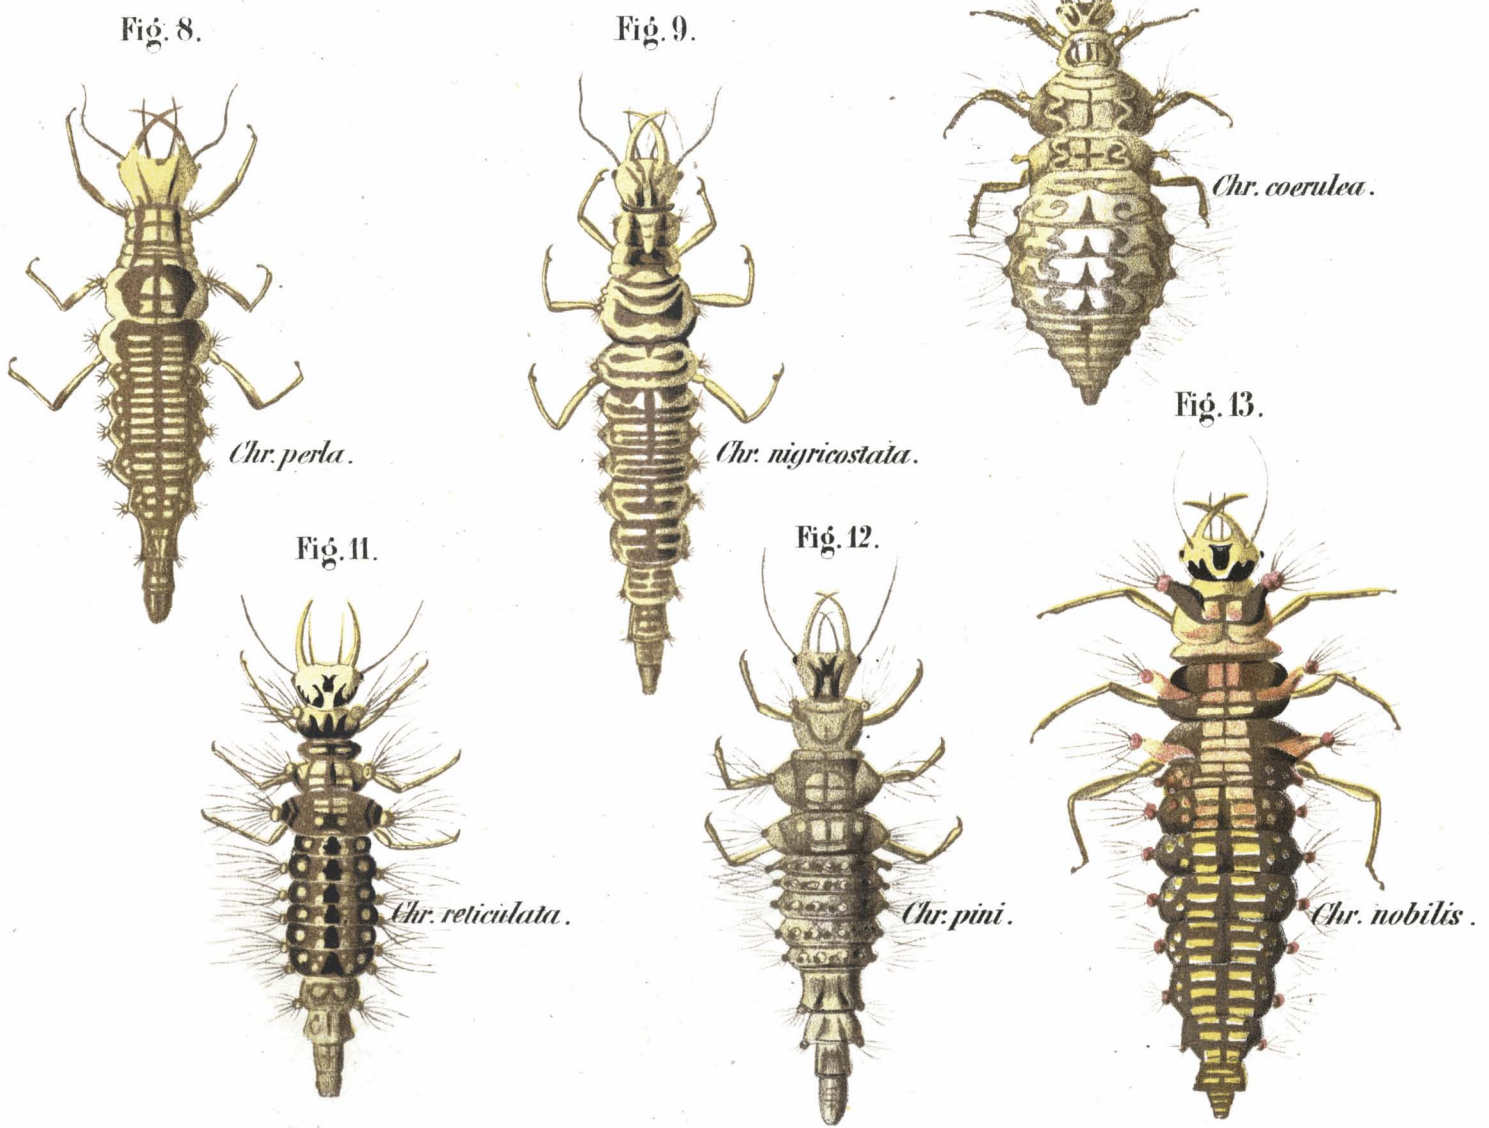 Fig. 8.
Fig. 9.
Chr. coerulea.
Fig. 13.
Chr. perla.
Chr. nigricostata.
Fig. 11.
Fig. 12.
Chr. reticulata.
Chr. pini.
Chr. nobilis.